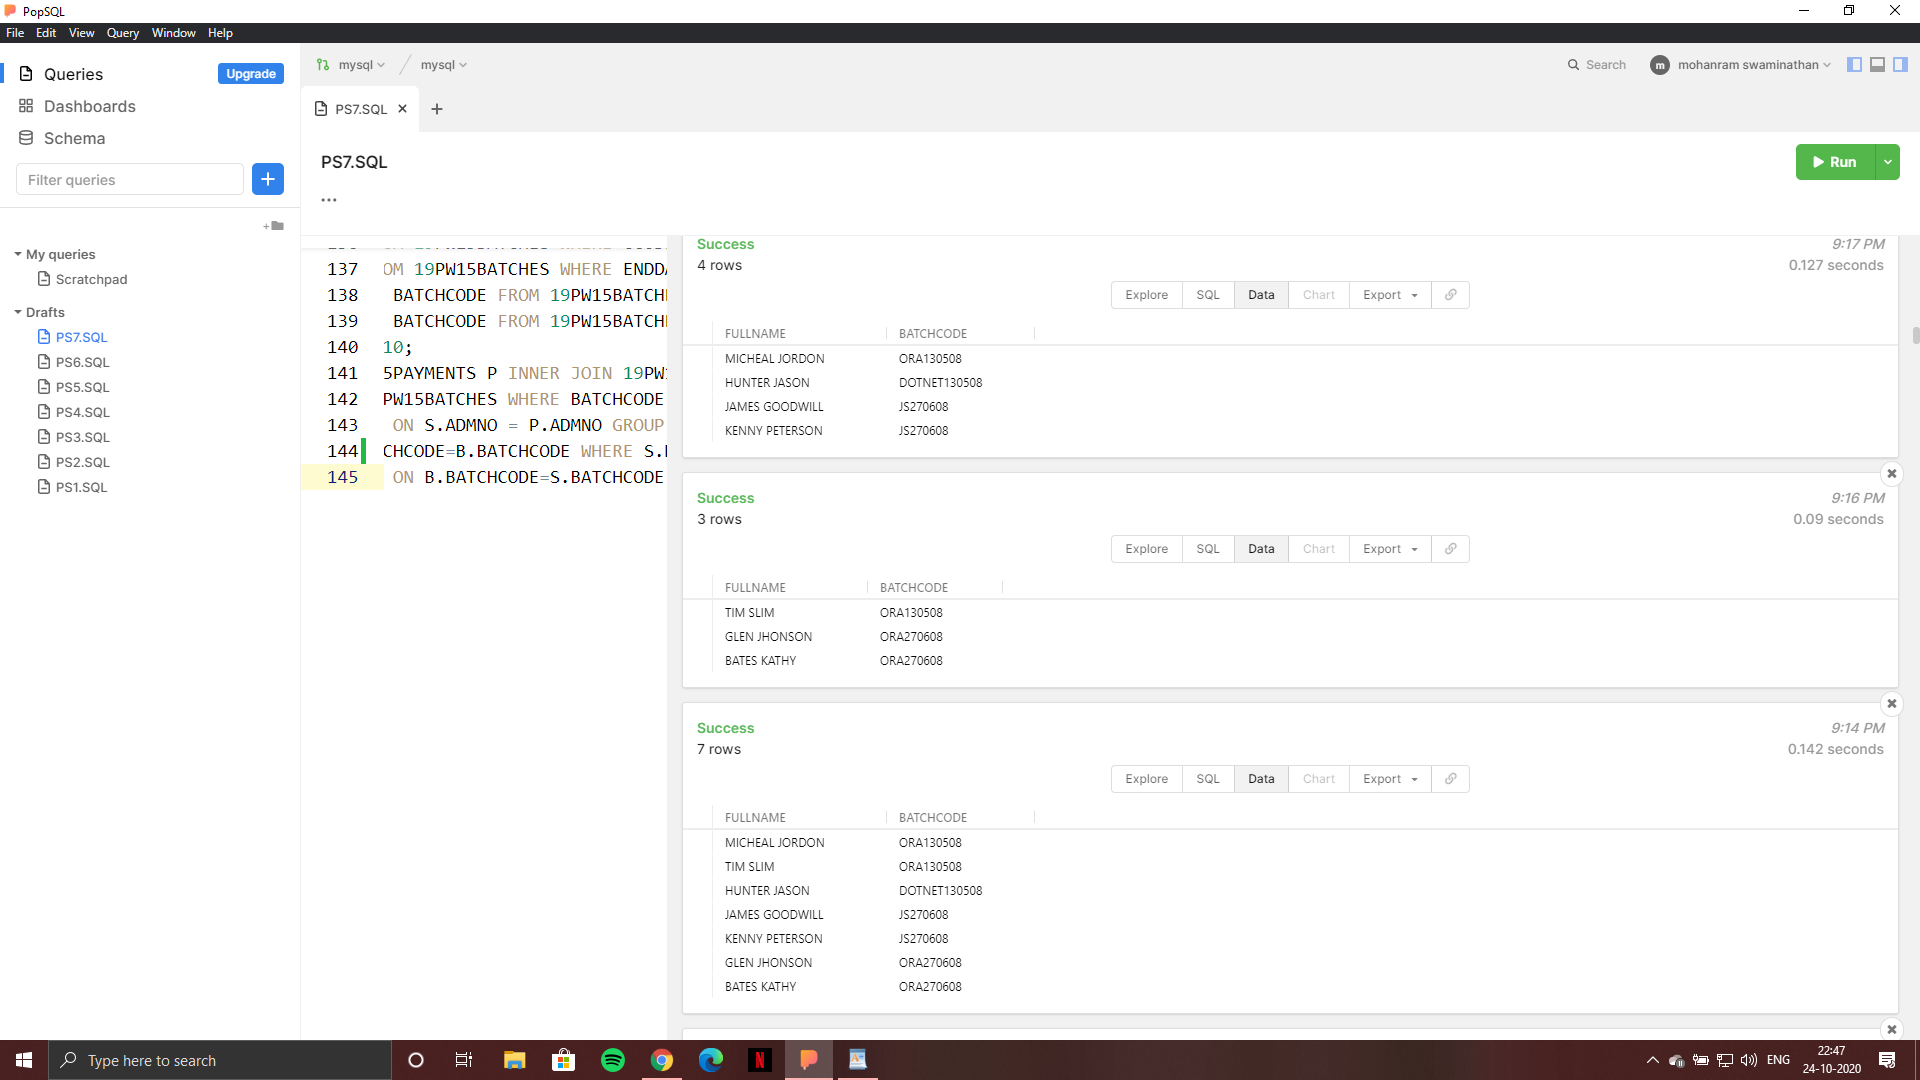 PopSQL
File Edit View Query Window Help
Queries
Upgrade
Dashboards
Schema
Filter queries
My queries
Scratchpad
Drafts
PS7.SQL
PS6.SQL
PS5.SQL
PS4.SQL
PS3.SQL
PS2.SQL
PS1.SQL
mysql
mysql
Search
m
mohanram swaminathan
PS7.SQL
PS7.SQL
...
Run
137 OM 19PW15BATCHES WHERE ENDDA
138 BATCHCODE FROM 19PW15BATCH
139 BATCHCODE FROM 19PW15BATCH
140 10;
141 5PAYMENTS P INNER JOIN 19PW
142 PW15BATCHES WHERE BATCHCODE
143 ON S.ADMNO = P.ADMNO GROUP
144 CHCODE=B.BATCHCODE WHERE S.
145 ON B.BATCHCODE=S.BATCHCODE
Success 9:17 PM
4 rows 0.127 seconds
Explore SQL Data Chart Export
FULLNAME BATCHCODE
MICHEAL JORDON ORA130508
HUNTER JASON DOTNET130508
JAMES GOODWILL JS270608
KENNY PETERSON JS270608
Success 9:16 PM
3 rows 0.09 seconds
Explore SQL Data Chart Export
FULLNAME BATCHCODE
TIM SLIM ORA130508
GLEN JHONSON ORA270608
BATES KATHY ORA270608
Success 9:14 PM
7 rows 0.142 seconds
Explore SQL Data Chart Export
FULLNAME BATCHCODE
MICHEAL JORDON ORA130508
TIM SLIM ORA130508
HUNTER JASON DOTNET130508
JAMES GOODWILL JS270608
KENNY PETERSON JS270608
GLEN JHONSON ORA270608
BATES KATHY ORA270608
Type here to search
N
ENG
22:47
24-10-2020